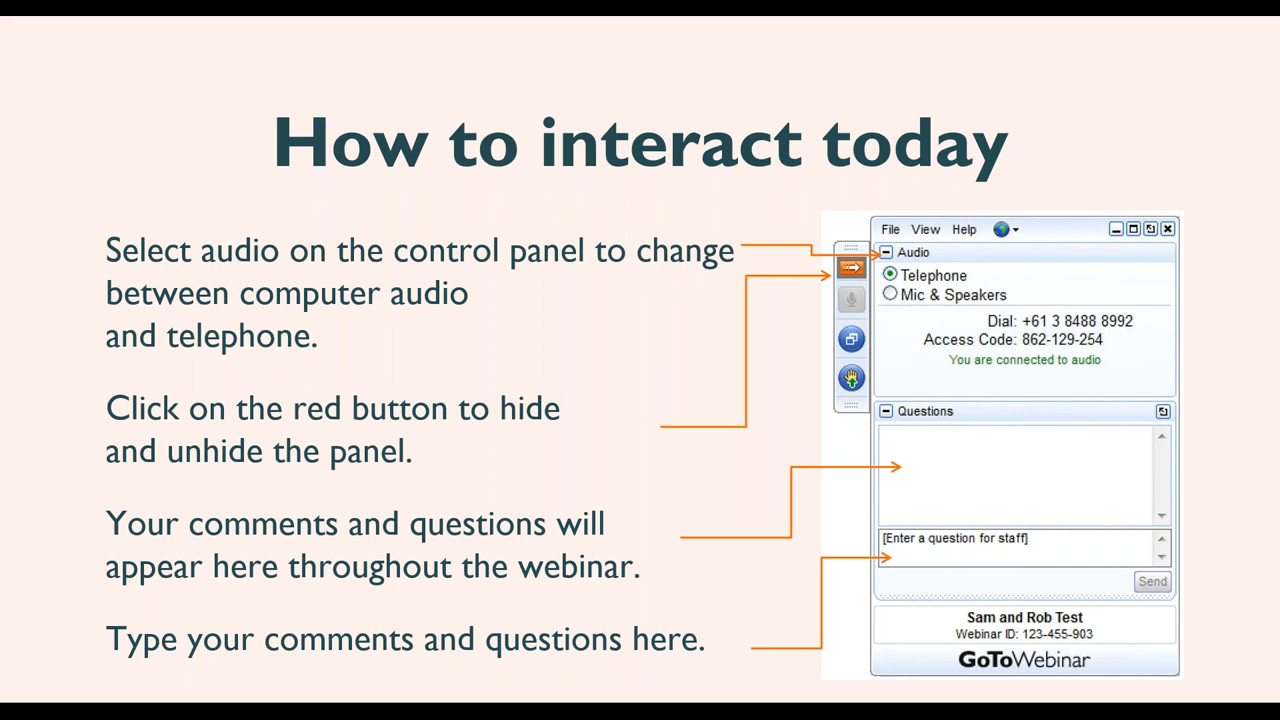 How to interact today
Select audio on the control panel to change
between computer audio
and telephone.
Click on the red button to hide
and unhide the panel.
Your comments and questions will
appear here throughout the webinar.
Type your comments and questions here.
File View Help
Audio
Telephone
Mic & Speakers
Dial: +61 3 8488 8992
Access Code: 862-129-254
You are connected to audio
Questions
[Enter a question for staff]
Send
Sam and Rob Test
Webinar ID: 123-455-903
GoToWebinar